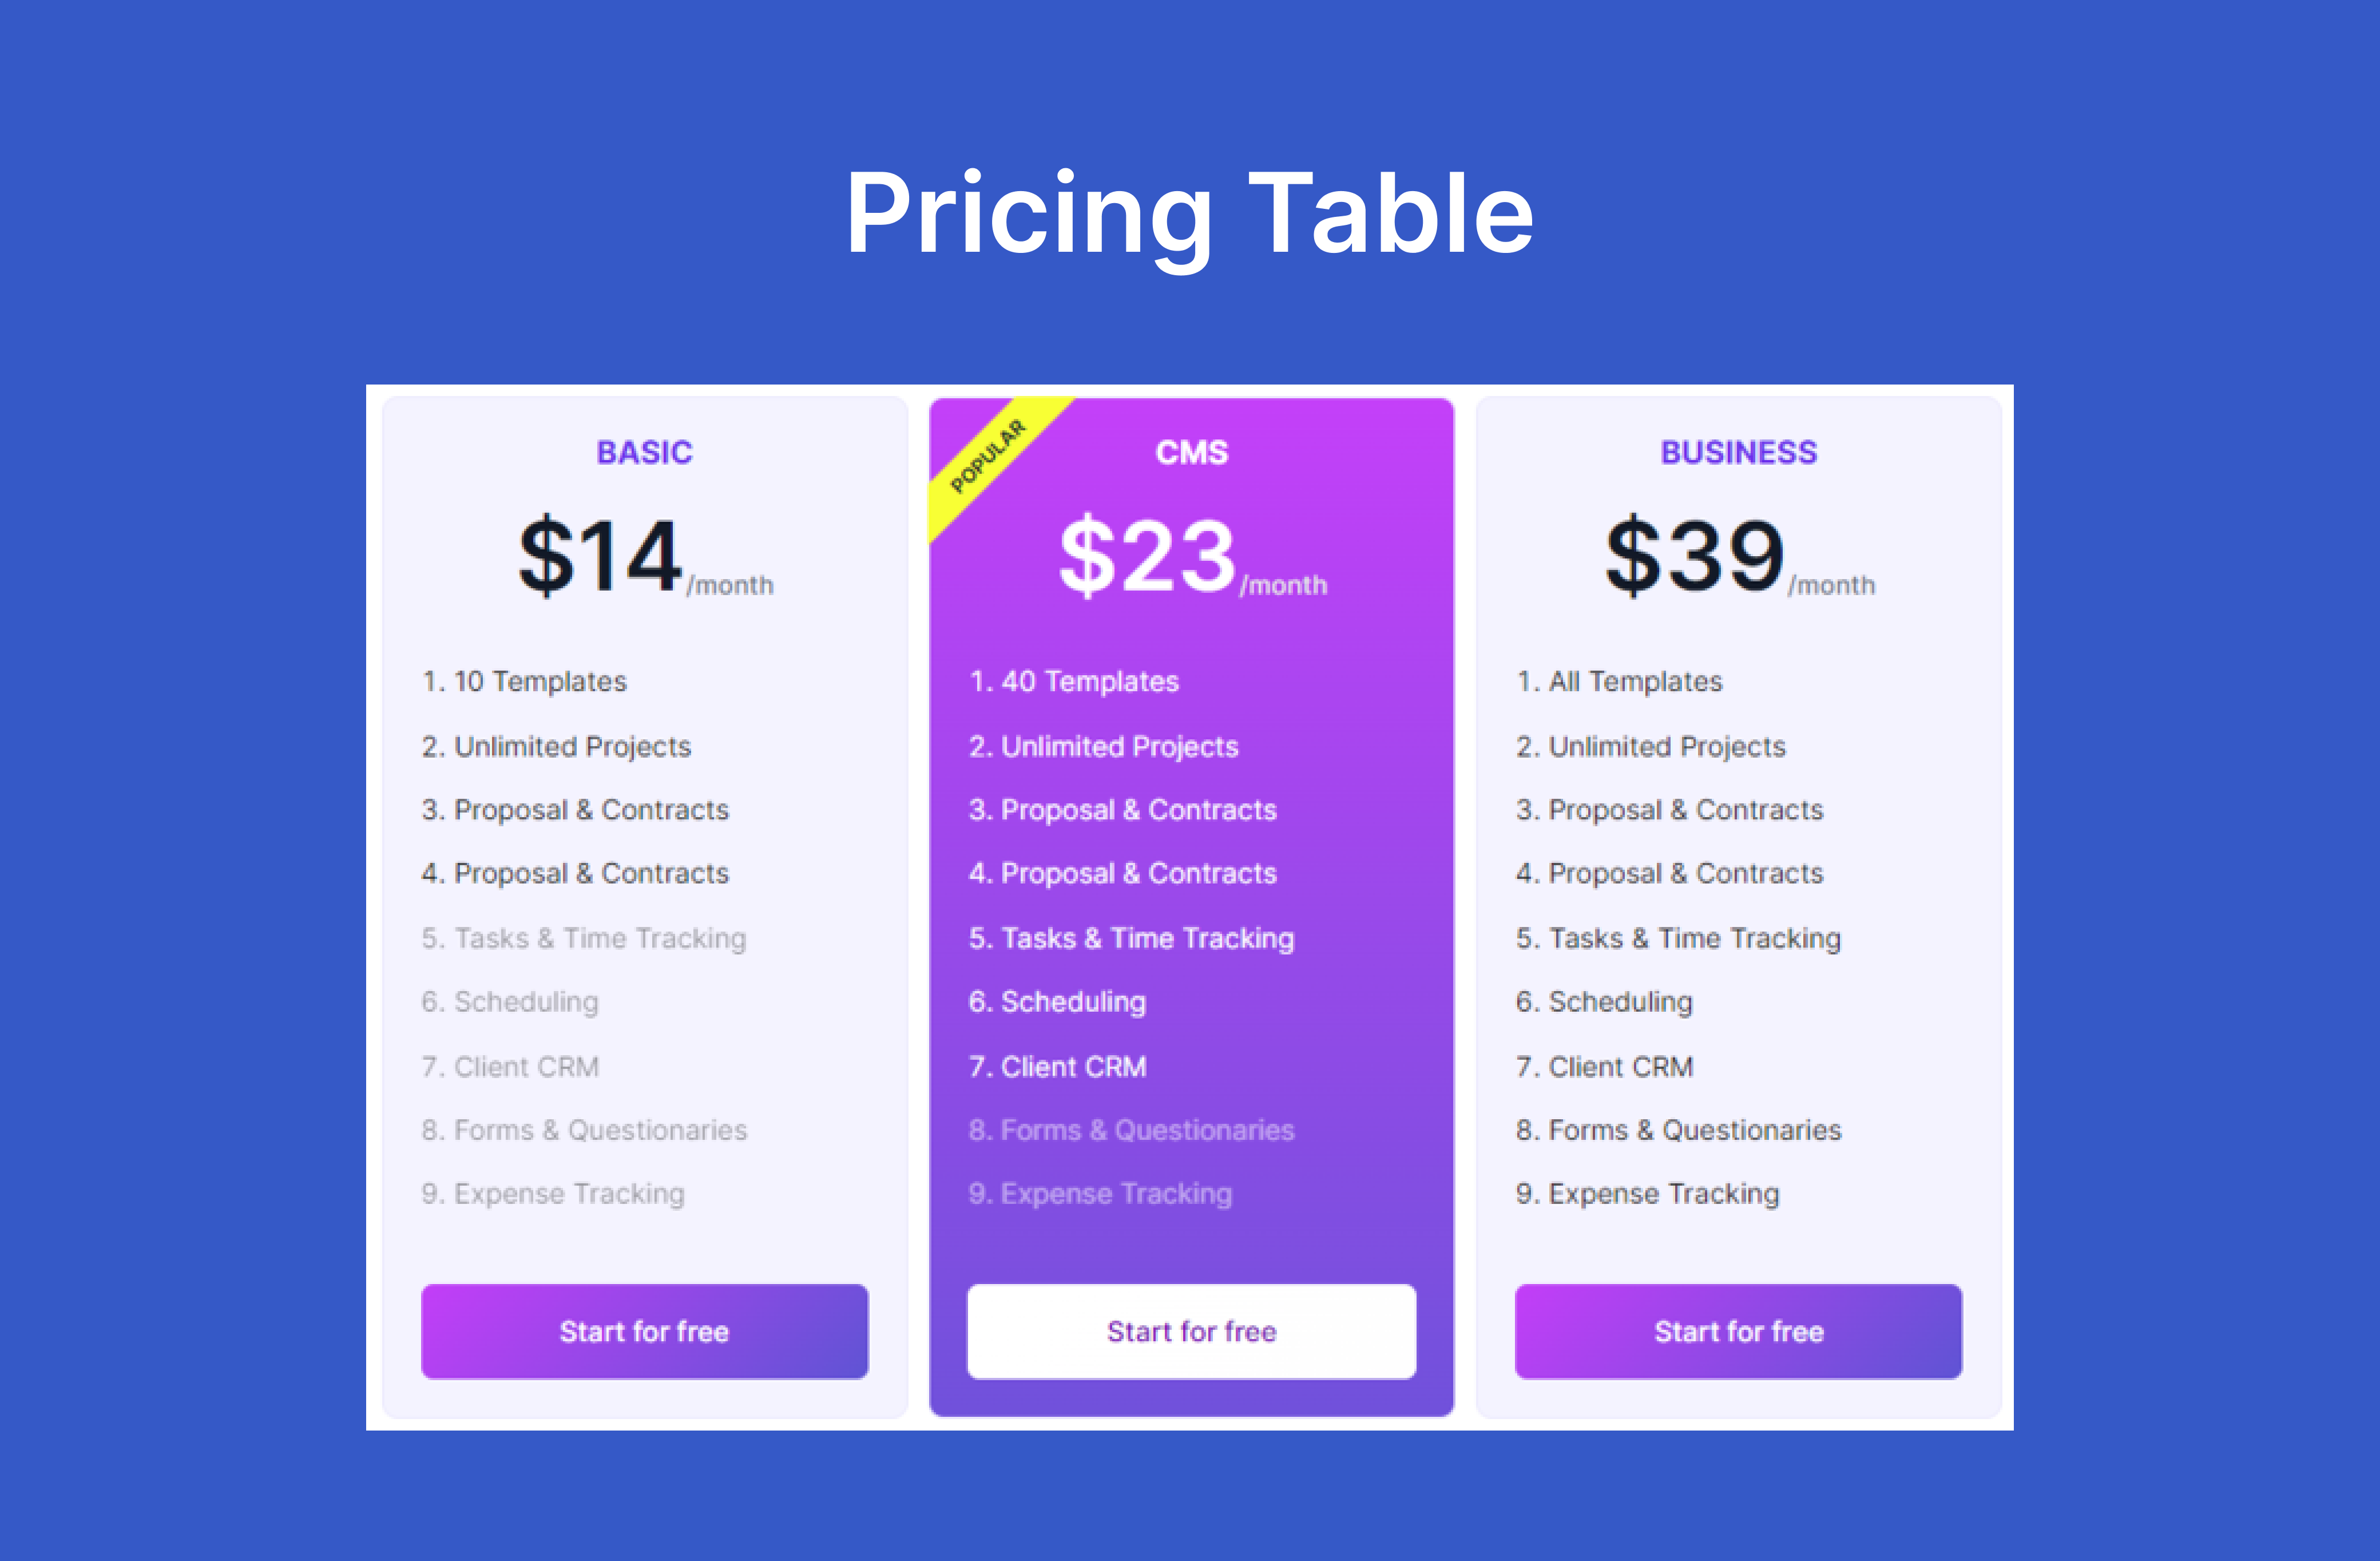 Pricing Table
BASIC
$14/month
1. 10 Templates
2. Unlimited Projects
3. Proposal & Contracts
4. Proposal & Contracts
5. Tasks & Time Tracking
6. Scheduling
7. Client CRM
8. Forms & Questionaries
9. Expense Tracking
Start for free
POPULAR
CMS
$23/month
1. 40 Templates
2. Unlimited Projects
3. Proposal & Contracts
4. Proposal & Contracts
5. Tasks & Time Tracking
6. Scheduling
7. Client CRM
8. Forms & Questionaries
9. Expense Tracking
Start for free
BUSINESS
$39/month
1. All Templates
2. Unlimited Projects
3. Proposal & Contracts
4. Proposal & Contracts
5. Tasks & Time Tracking
6. Scheduling
7. Client CRM
8. Forms & Questionaries
9. Expense Tracking
Start for free